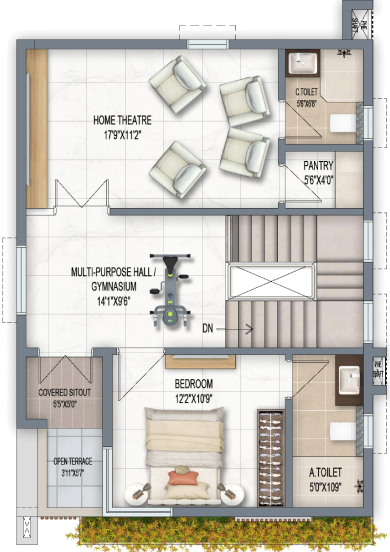 C.TOILET
5'6"X6'8"
HOME THEATRE
17'9"X11'2"
PANTRY
5'6"X4'0"
MULTI-PURPOSE HALL /
GYMNASIUM
14'1"X9'6"
DN
BEDROOM
12'2"X10'9"
COVERED SITOUT
5'5"X5'0"
OPEN TERRACE
3'11"X5'7"
A.TOILET
5'0"X10'9"